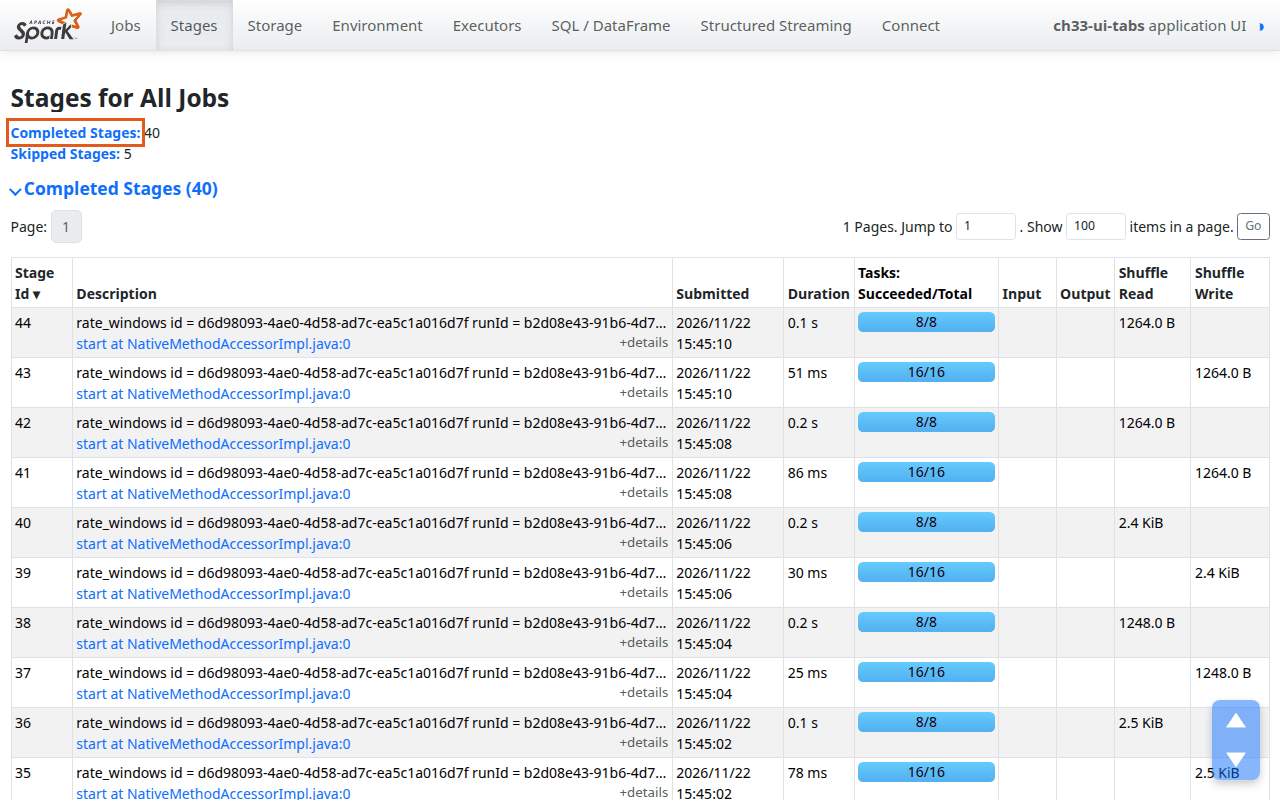 APACHE Spark Jobs Stages Storage Environment Executors SQL / DataFrame Structured Streaming Connect ch33-ui-tabs application UI
Stages for All Jobs
Completed Stages: 40
Skipped Stages: 5
Completed Stages (40)
Page: 1 1 Pages. Jump to 1 . Show 100 items in a page. Go
Stage Id ▾ Description Submitted Duration Tasks: Succeeded/Total Input Output Shuffle Read Shuffle Write
44 rate_windows id = d6d98093-4ae0-4d58-ad7c-ea5c1a016d7f runId = b2d08e43-91b6-4d7... 2026/11/22 0.1 s 8/8 1264.0 B
start at NativeMethodAccessorImpl.java:0 +details 15:45:10
43 rate_windows id = d6d98093-4ae0-4d58-ad7c-ea5c1a016d7f runId = b2d08e43-91b6-4d7... 2026/11/22 51 ms 16/16 1264.0 B
start at NativeMethodAccessorImpl.java:0 +details 15:45:10
42 rate_windows id = d6d98093-4ae0-4d58-ad7c-ea5c1a016d7f runId = b2d08e43-91b6-4d7... 2026/11/22 0.2 s 8/8 1264.0 B
start at NativeMethodAccessorImpl.java:0 +details 15:45:08
41 rate_windows id = d6d98093-4ae0-4d58-ad7c-ea5c1a016d7f runId = b2d08e43-91b6-4d7... 2026/11/22 86 ms 16/16 1264.0 B
start at NativeMethodAccessorImpl.java:0 +details 15:45:08
40 rate_windows id = d6d98093-4ae0-4d58-ad7c-ea5c1a016d7f runId = b2d08e43-91b6-4d7... 2026/11/22 0.2 s 8/8 2.4 KiB
start at NativeMethodAccessorImpl.java:0 +details 15:45:06
39 rate_windows id = d6d98093-4ae0-4d58-ad7c-ea5c1a016d7f runId = b2d08e43-91b6-4d7... 2026/11/22 30 ms 16/16 2.4 KiB
start at NativeMethodAccessorImpl.java:0 +details 15:45:06
38 rate_windows id = d6d98093-4ae0-4d58-ad7c-ea5c1a016d7f runId = b2d08e43-91b6-4d7... 2026/11/22 0.2 s 8/8 1248.0 B
start at NativeMethodAccessorImpl.java:0 +details 15:45:04
37 rate_windows id = d6d98093-4ae0-4d58-ad7c-ea5c1a016d7f runId = b2d08e43-91b6-4d7... 2026/11/22 25 ms 16/16 1248.0 B
start at NativeMethodAccessorImpl.java:0 +details 15:45:04
36 rate_windows id = d6d98093-4ae0-4d58-ad7c-ea5c1a016d7f runId = b2d08e43-91b6-4d7... 2026/11/22 0.1 s 8/8 2.5 KiB
start at NativeMethodAccessorImpl.java:0 +details 15:45:02
35 rate_windows id = d6d98093-4ae0-4d58-ad7c-ea5c1a016d7f runId = b2d08e43-91b6-4d7... 2026/11/22 78 ms 16/16 2.5 KiB
start at NativeMethodAccessorImpl.java:0 +details 15:45:02